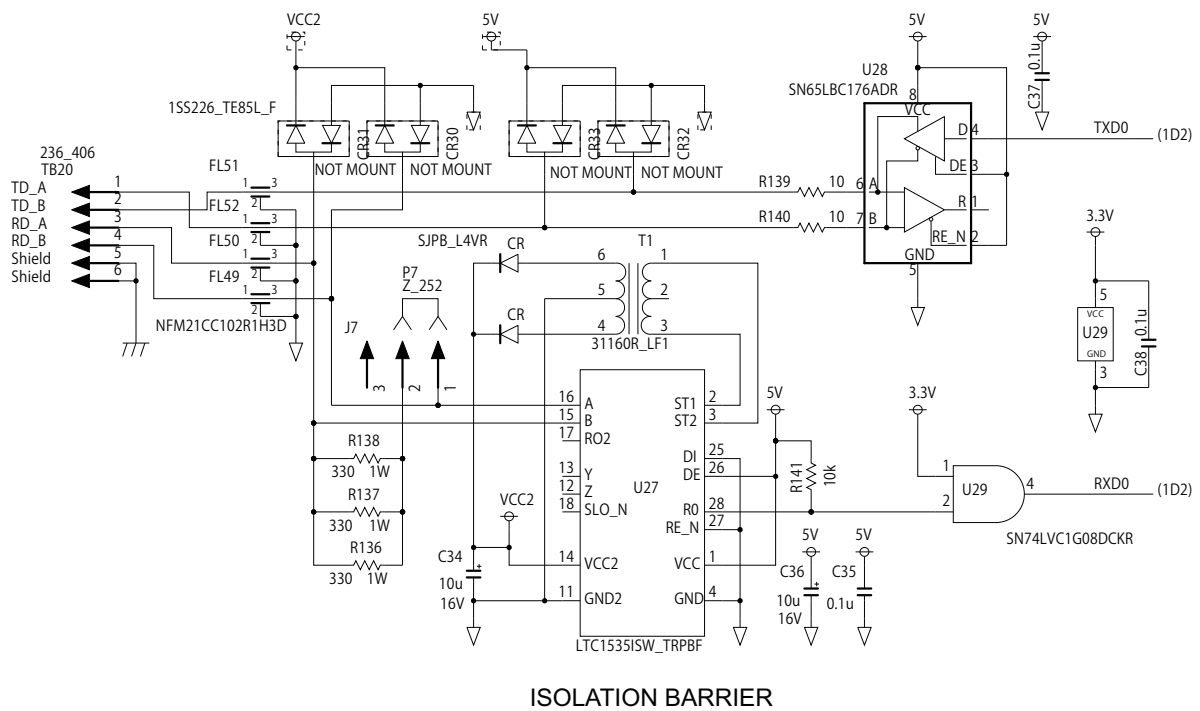 VCC2
5V
5V
5V
U28
SN65LBC176ADR
0.1u
C37
1SS226_TE85L_F
CR31
CR30
CR33
CR32
NOT MOUNT
NOT MOUNT
NOT MOUNT
NOT MOUNT
8
VCC
D
4
TXD0
(1D2)
DE
3
236_406
TB20
FL51
TD_A
1
1
3
R139
10
6
A
TD_B
2
2
FL52
R
1
RD_A
3
1
3
R140
10
7
B
RD_B
4
2
FL50
RE_N
2
Shield
5
1
3
GND
5
Shield
6
2
FL49
1
3
2
NFM21CC102R1H3D
SJPB_L4VR
CR
CR
T1
6
1
5
2
4
3
31160R_LF1
P7
Z_252
J7
3
2
1
3.3V
5
VCC
U29
GND
3
C38
0.1u
16
A
ST1
2
15
B
ST2
3
17
RO2
13
Y
DI
25
12
Z
DE
26
18
SLO_N
U27
R0
28
RE_N
27
14
VCC2
VCC
1
11
GND2
GND
4
LTC1535ISW_TRPBF
R138
330
1W
R137
330
1W
R136
330
1W
VCC2
C34
10u
16V
5V
R141
10k
3.3V
1
2
U29
4
RXD0
(1D2)
SN74LVC1G08DCKR
5V
5V
C36
C35
10u
16V
0.1u
ISOLATION BARRIER